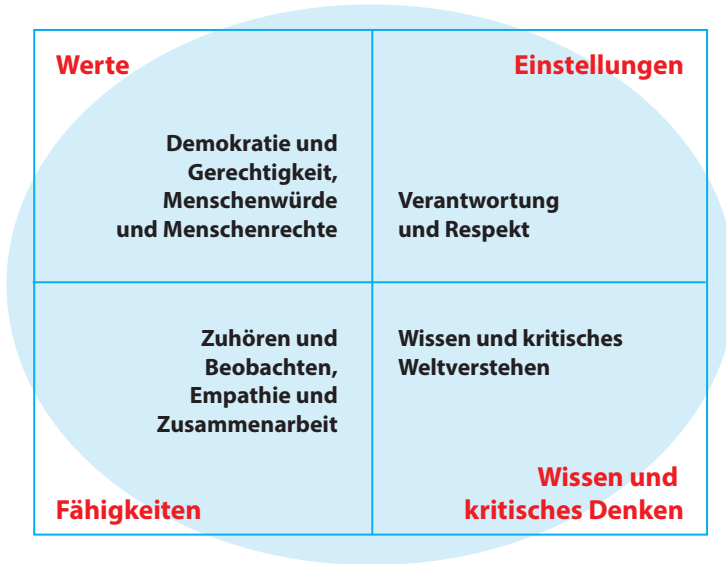 Werte
Einstellungen
Demokratie und
Gerechtigkeit,
Menschenwürde
und Menschenrechte
Verantwortung
und Respekt
Zuhören und
Beobachten,
Empathie und
Zusammenarbeit
Wissen und kritisches
Weltverstehen
Fähigkeiten
Wissen und
kritisches Denken